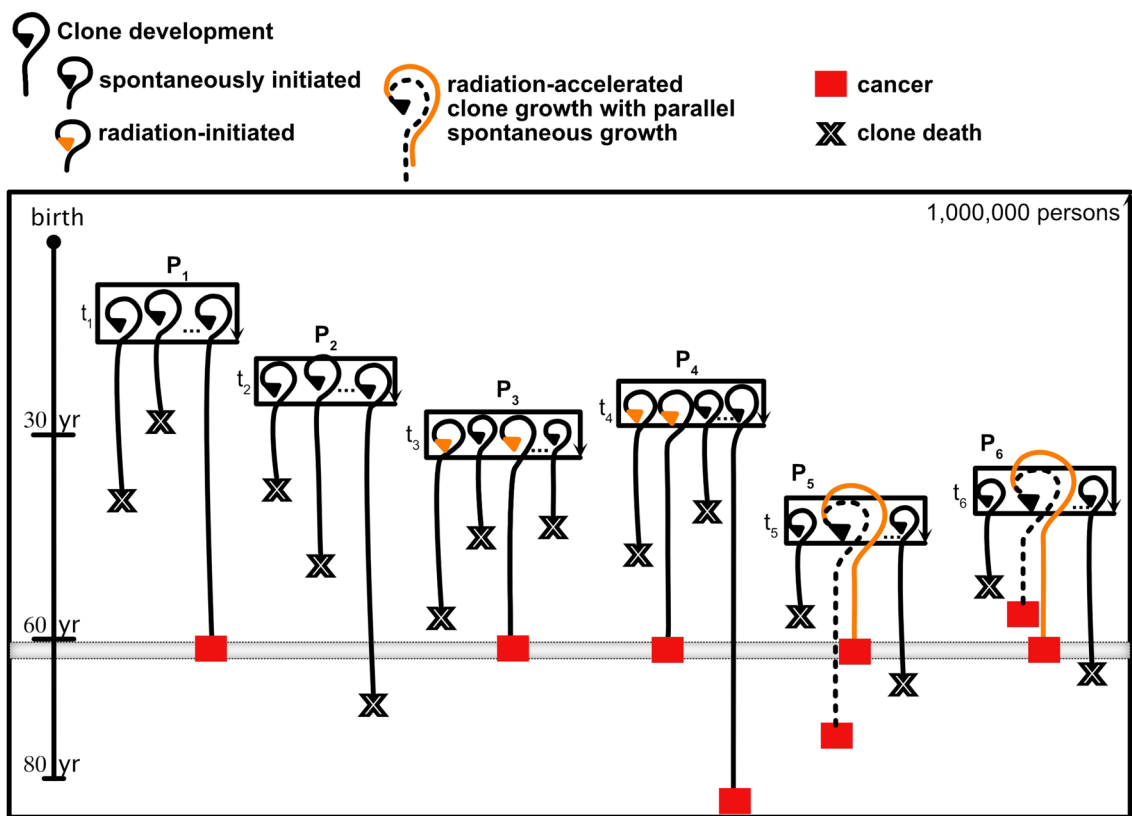 Clone development
spontaneously initiated
radiation-initiated
radiation-accelerated
clone growth with parallel
spontaneous growth
cancer
clone death
1,000,000 persons
birth
P1
t1
...
P2
t2
...
P3
t3
...
P4
t4
...
P5
t5
...
P6
t6
...
30 yr
60 yr
80 yr